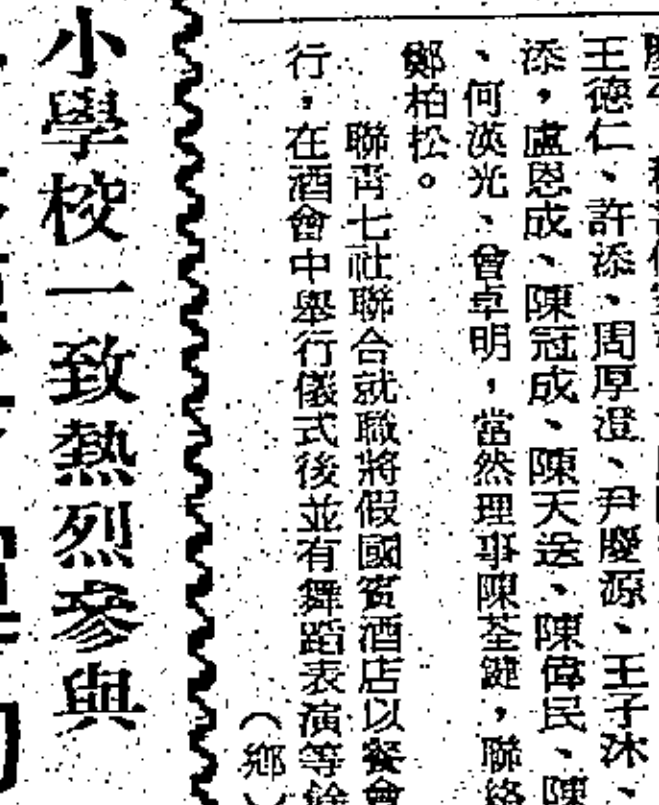 王德仁、許添、周厚澄、尹慶源、王子沐、
添，盧恩成、陳冠成、陳天送、陳偉民、陳
、何漢光、曾卓明，當然理事陳荃鍵，聯絡
鄭柏松。
聯青七社聯合就職將假國賓酒店以餐會
行，在酒會中舉行儀式後並有舞蹈表演等餘
（鄉）
小學校一致熱烈參與